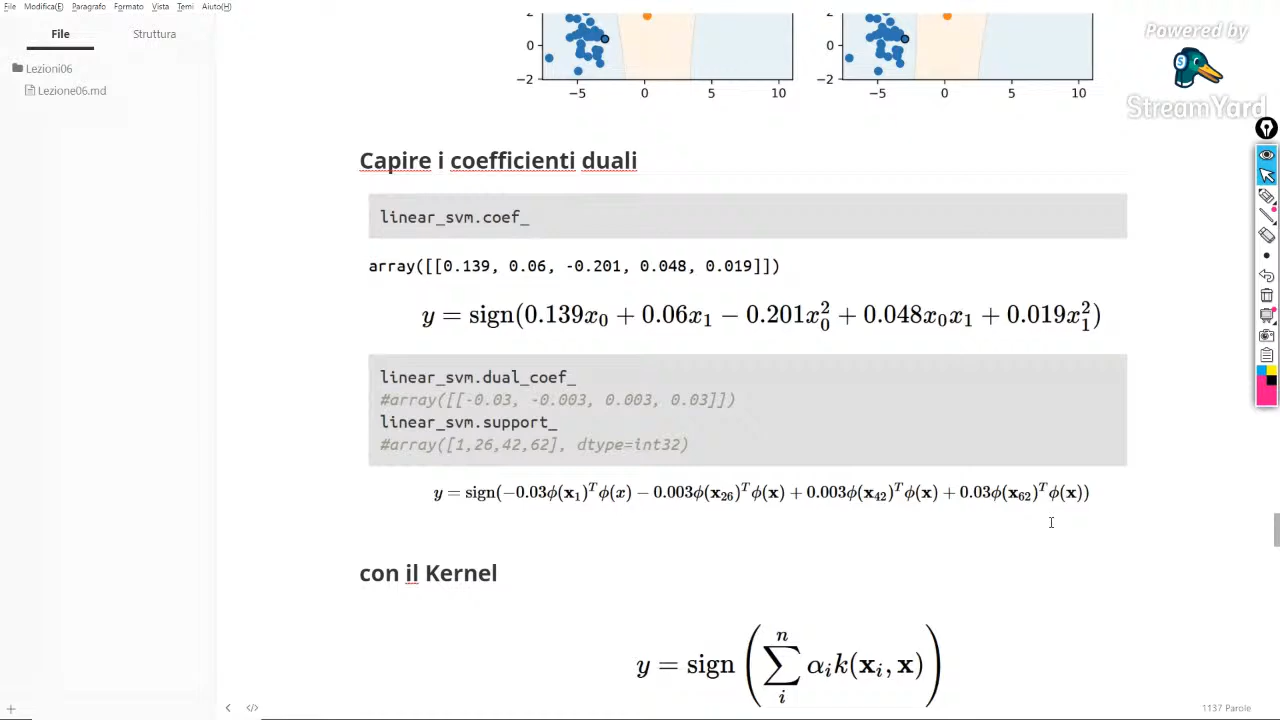 File Modifica(E) Paragrafo Formato Vista Temi Aiuto(H)
File Struttura
Lezioni06
Lezione06.md
2 2
0 0
−2 −2
−5 0 5 10 −5 0 5 10
Powered by
StreamYard
Capire i coefficienti duali
linear_svm.coef_
array([[0.139, 0.06, -0.201, 0.048, 0.019]])
y = sign(0.139x₀ + 0.06x₁ − 0.201x₀² + 0.048x₀x₁ + 0.019x₁²)
linear_svm.dual_coef_
#array([[-0.03, -0.003, 0.003, 0.03]])
linear_svm.support_
#array([1,26,42,62], dtype=int32)
y = sign(−0.03ϕ(x₁)ᵀϕ(x) − 0.003ϕ(x₂₆)ᵀϕ(x) + 0.003ϕ(x₄₂)ᵀϕ(x) + 0.03ϕ(x₆₂)ᵀϕ(x))
con il Kernel
y = sign(∑ᵢⁿ αᵢk(xᵢ, x))
1137 Parole